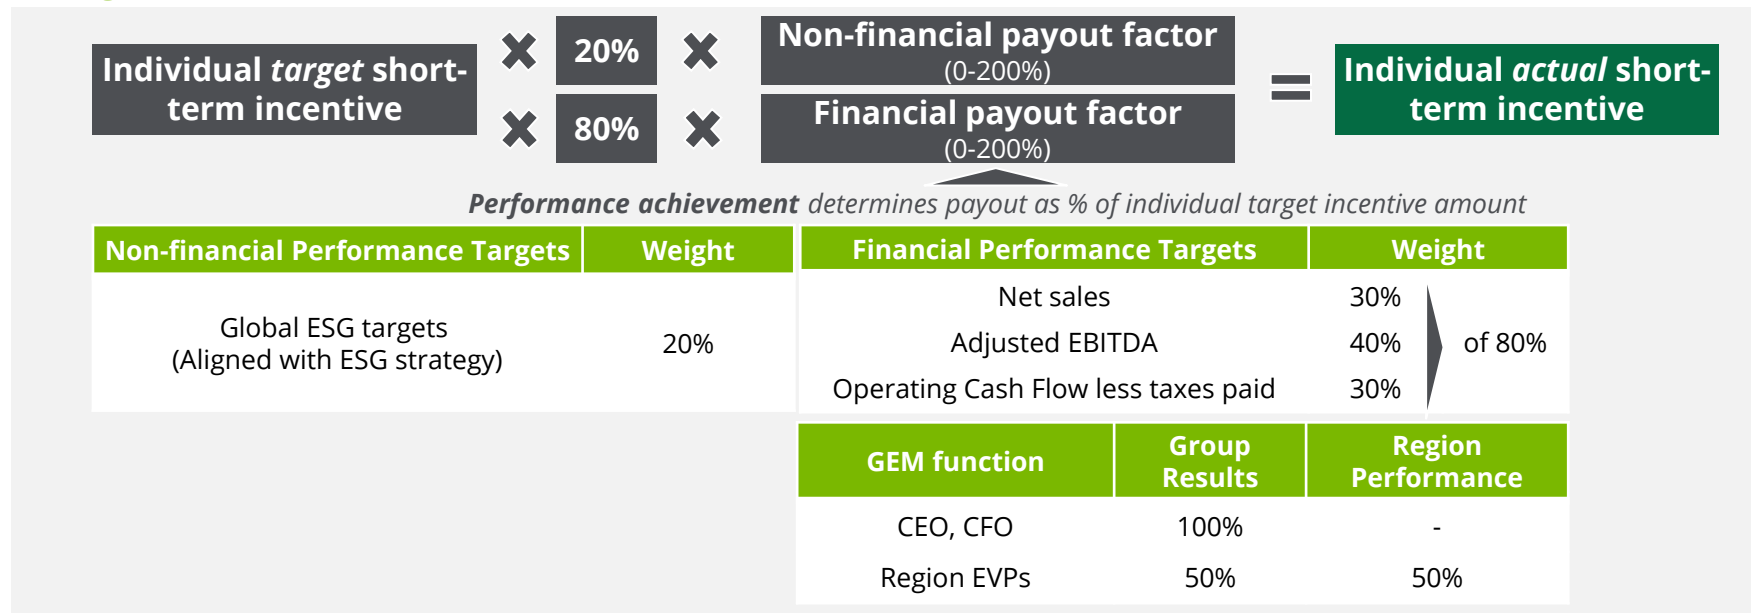 Individual target short-
term incentive
20%
Non-financial payout factor
(0-200%)
80%
Financial payout factor
(0-200%)
=
Individual actual short-
term incentive
Performance achievement determines payout as % of individual target incentive amount
Non-financial Performance Targets Weight
Global ESG targets
(Aligned with ESG strategy)
20%
Financial Performance Targets Weight
Net sales 30%
Adjusted EBITDA 40% of 80%
Operating Cash Flow less taxes paid 30%
GEM function Group
Results Region
Performance
CEO, CFO 100% -
Region EVPs 50% 50%